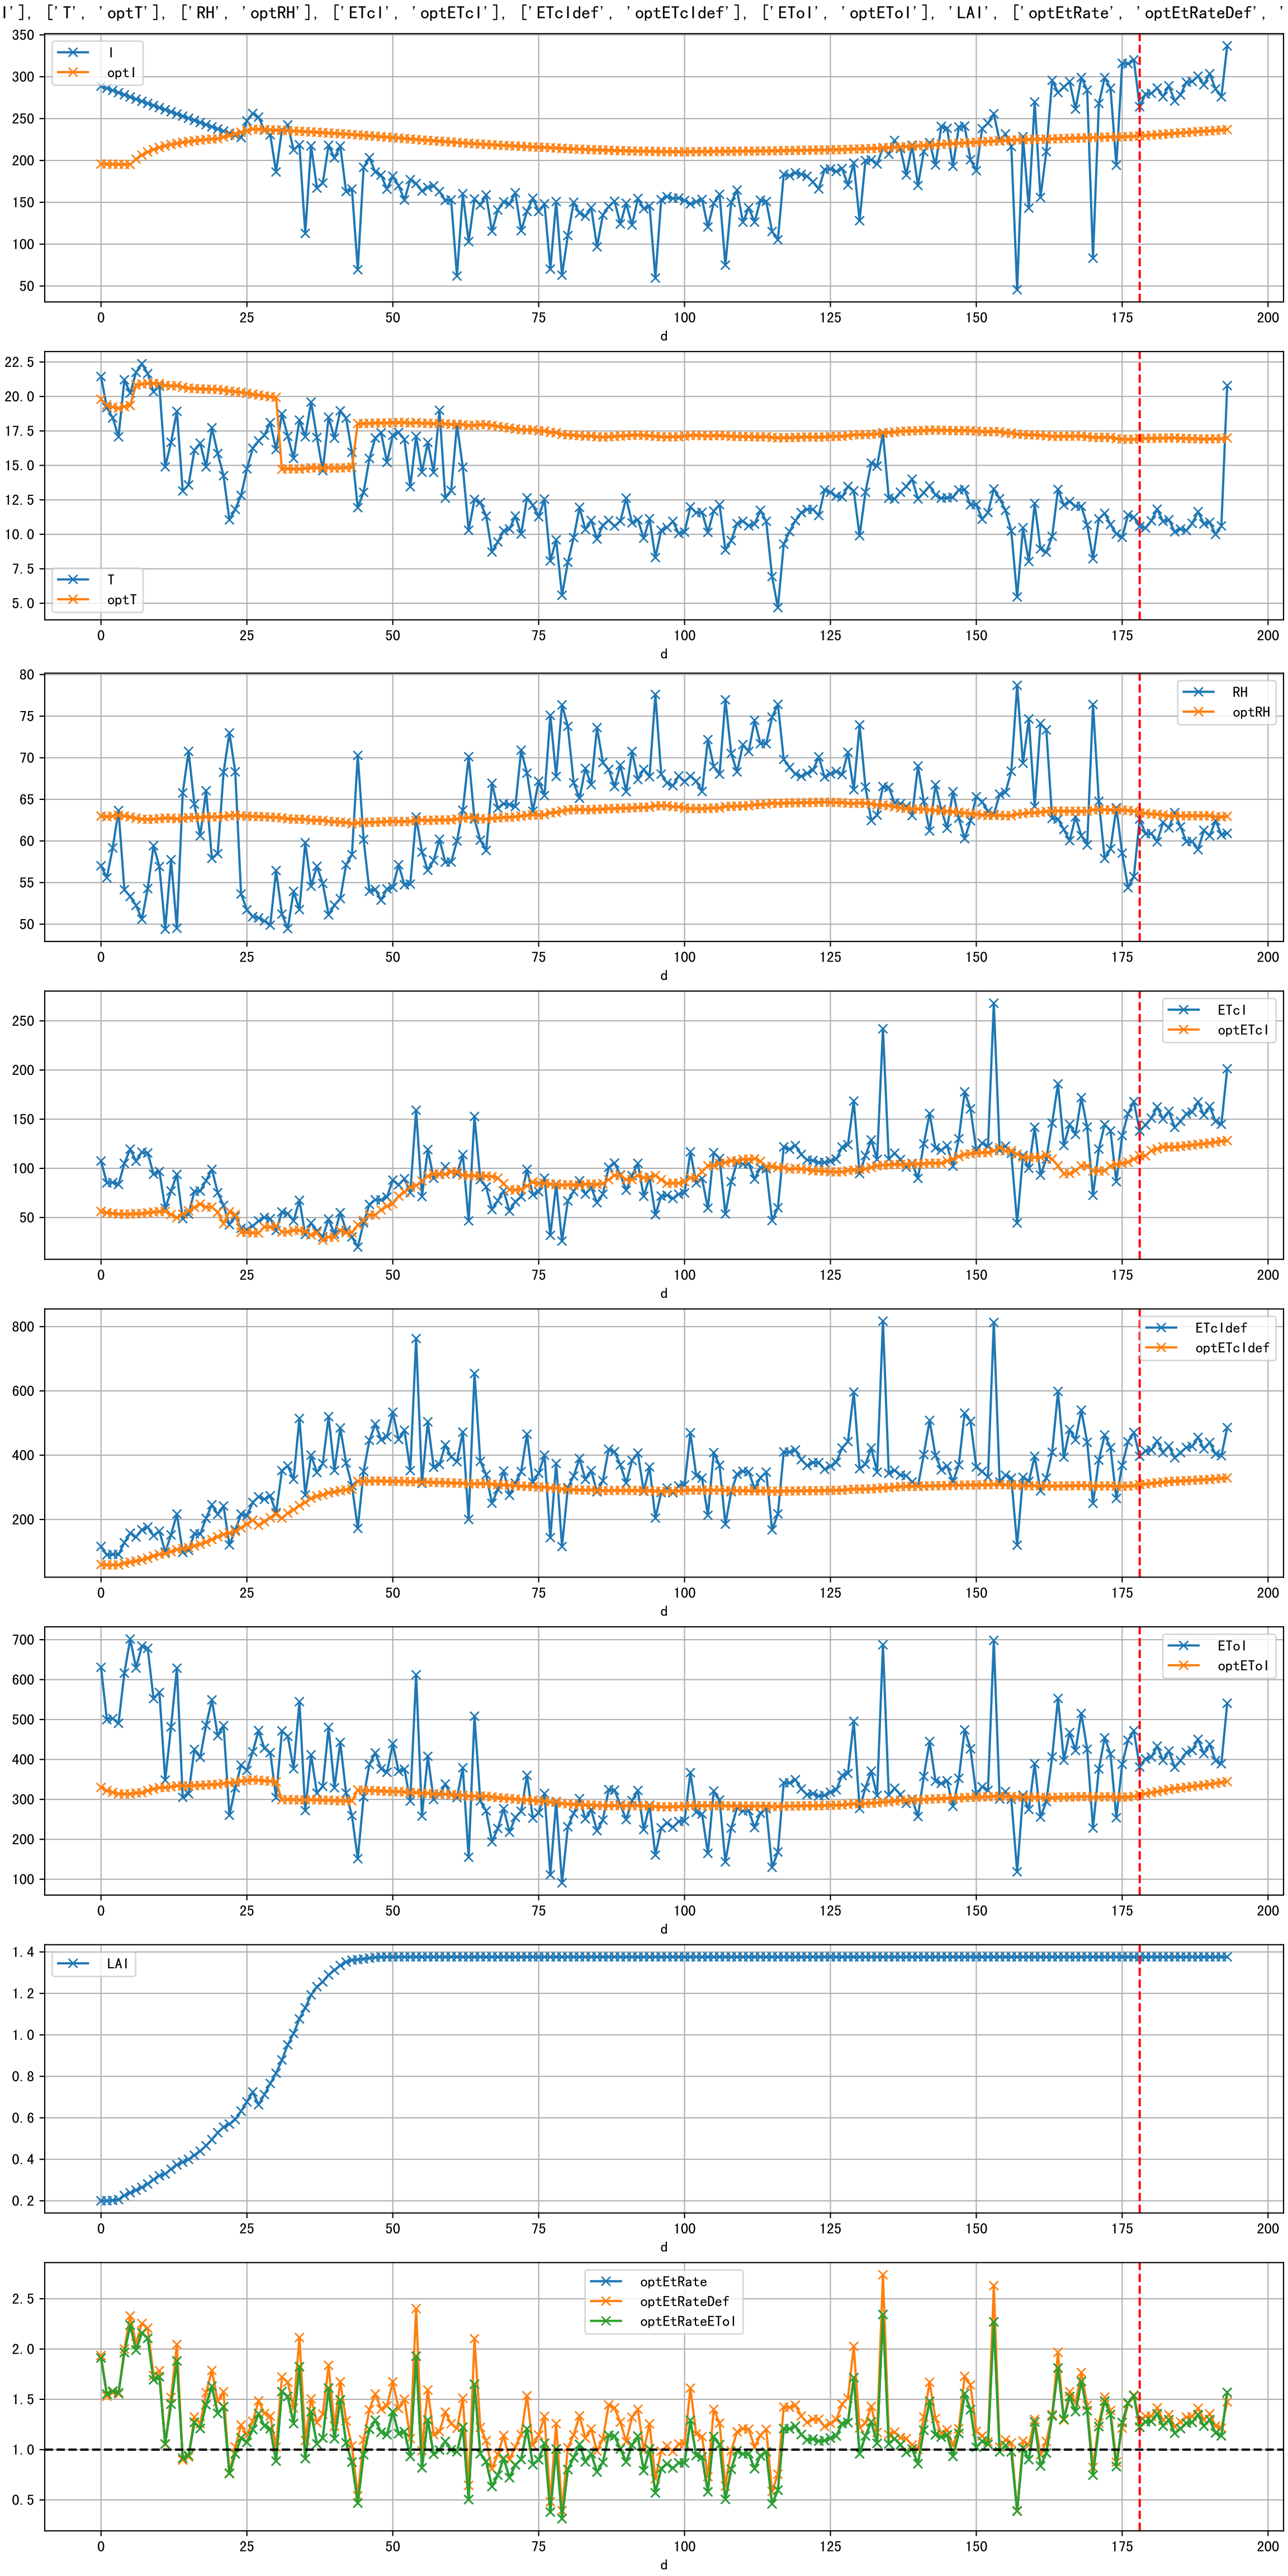 I'], ['T', 'optT'], ['RH', 'optRH'], ['ETcI', 'optETcI'], ['ETcIdef', 'optETcIdef'], ['EToI', 'optEToI'], 'LAI', ['optEtRate', 'optEtRateDef', '
350
300
250
200
150
100
50
I
optI
0 25 50 75 100 125 150 175 200
d
22.5
20.0
17.5
15.0
12.5
10.0
7.5
5.0
T
optT
0 25 50 75 100 125 150 175 200
d
80
75
70
65
60
55
50
RH
optRH
0 25 50 75 100 125 150 175 200
d
250
200
150
100
50
ETcI
optETcI
0 25 50 75 100 125 150 175 200
d
800
600
400
200
ETcIdef
optETcIdef
0 25 50 75 100 125 150 175 200
d
700
600
500
400
300
200
100
EToI
optEToI
0 25 50 75 100 125 150 175 200
d
1.4
1.2
1.0
0.8
0.6
0.4
0.2
LAI
0 25 50 75 100 125 150 175 200
d
2.5
2.0
1.5
1.0
0.5
optEtRate
optEtRateDef
optEtRateEToI
0 25 50 75 100 125 150 175 200
d